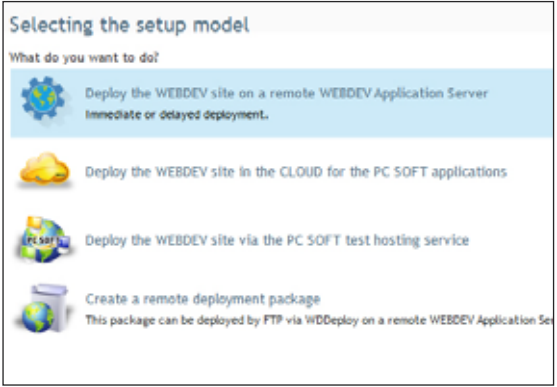 Selecting the setup model
What do you want to do?
Deploy the WEBDEV site on a remote WEBDEV Application Server
Immediate or delayed deployment.
Deploy the WEBDEV site in the CLOUD for the PC SOFT applications
PC SOFT
Deploy the WEBDEV site via the PC SOFT test hosting service
Create a remote deployment package
This package can be deployed by FTP via WDDeploy on a remote WEBDEV Application Ser